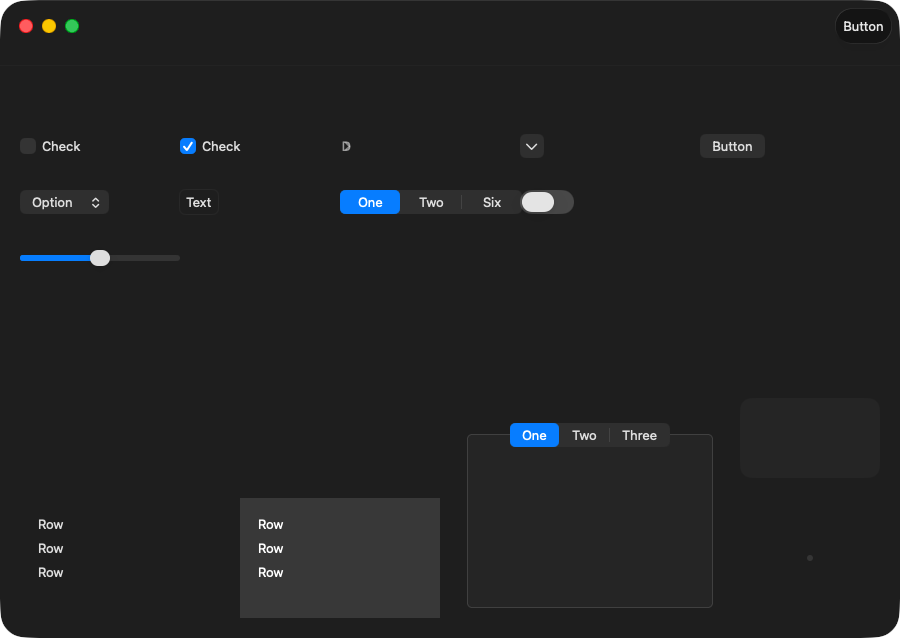 Button
Check
Check
D
Button
Option
Text
One
Two
Six
One
Two
Three
Row
Row
Row
Row
Row
Row